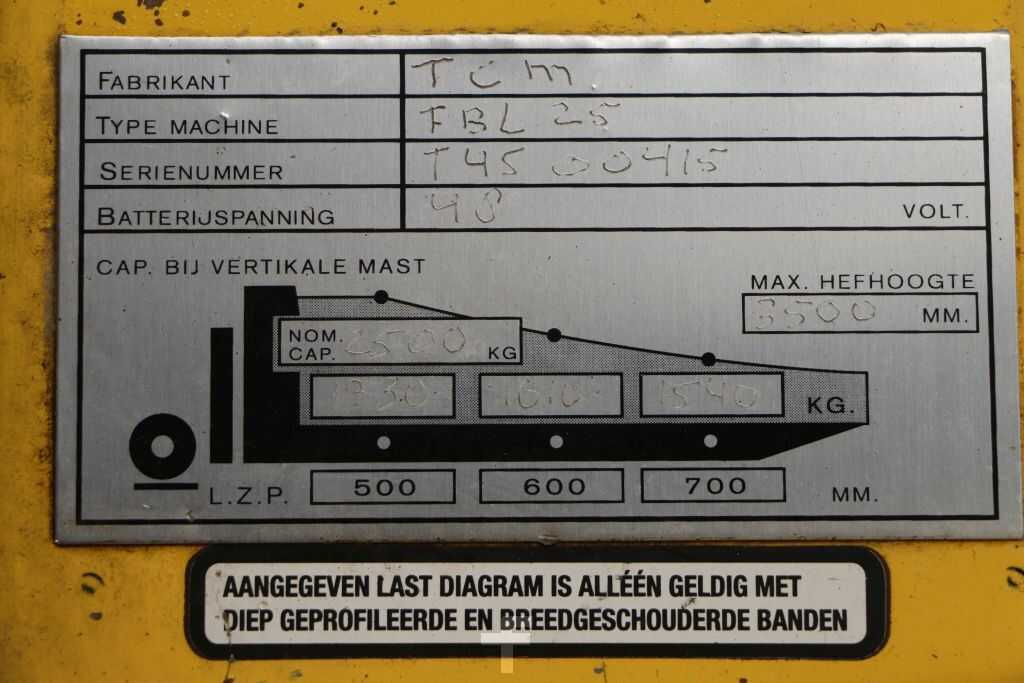 FABRIKANT TCM
TYPE MACHINE FBL 25
SERIENUMMER T4500415
BATTERIJSPANNING 48 VOLT.
CAP. BIJ VERTIKALE MAST
MAX. HEFHOOGTE
3500 MM.
NOM. CAP. 2500 KG
1540 KG.
L.Z.P. 500 600 700 MM.
AANGEGEVEN LAST DIAGRAM IS ALLÉÉN GELDIG MET
DIEP GEPROFILEERDE EN BREEDGESCHOUDERDE BANDEN